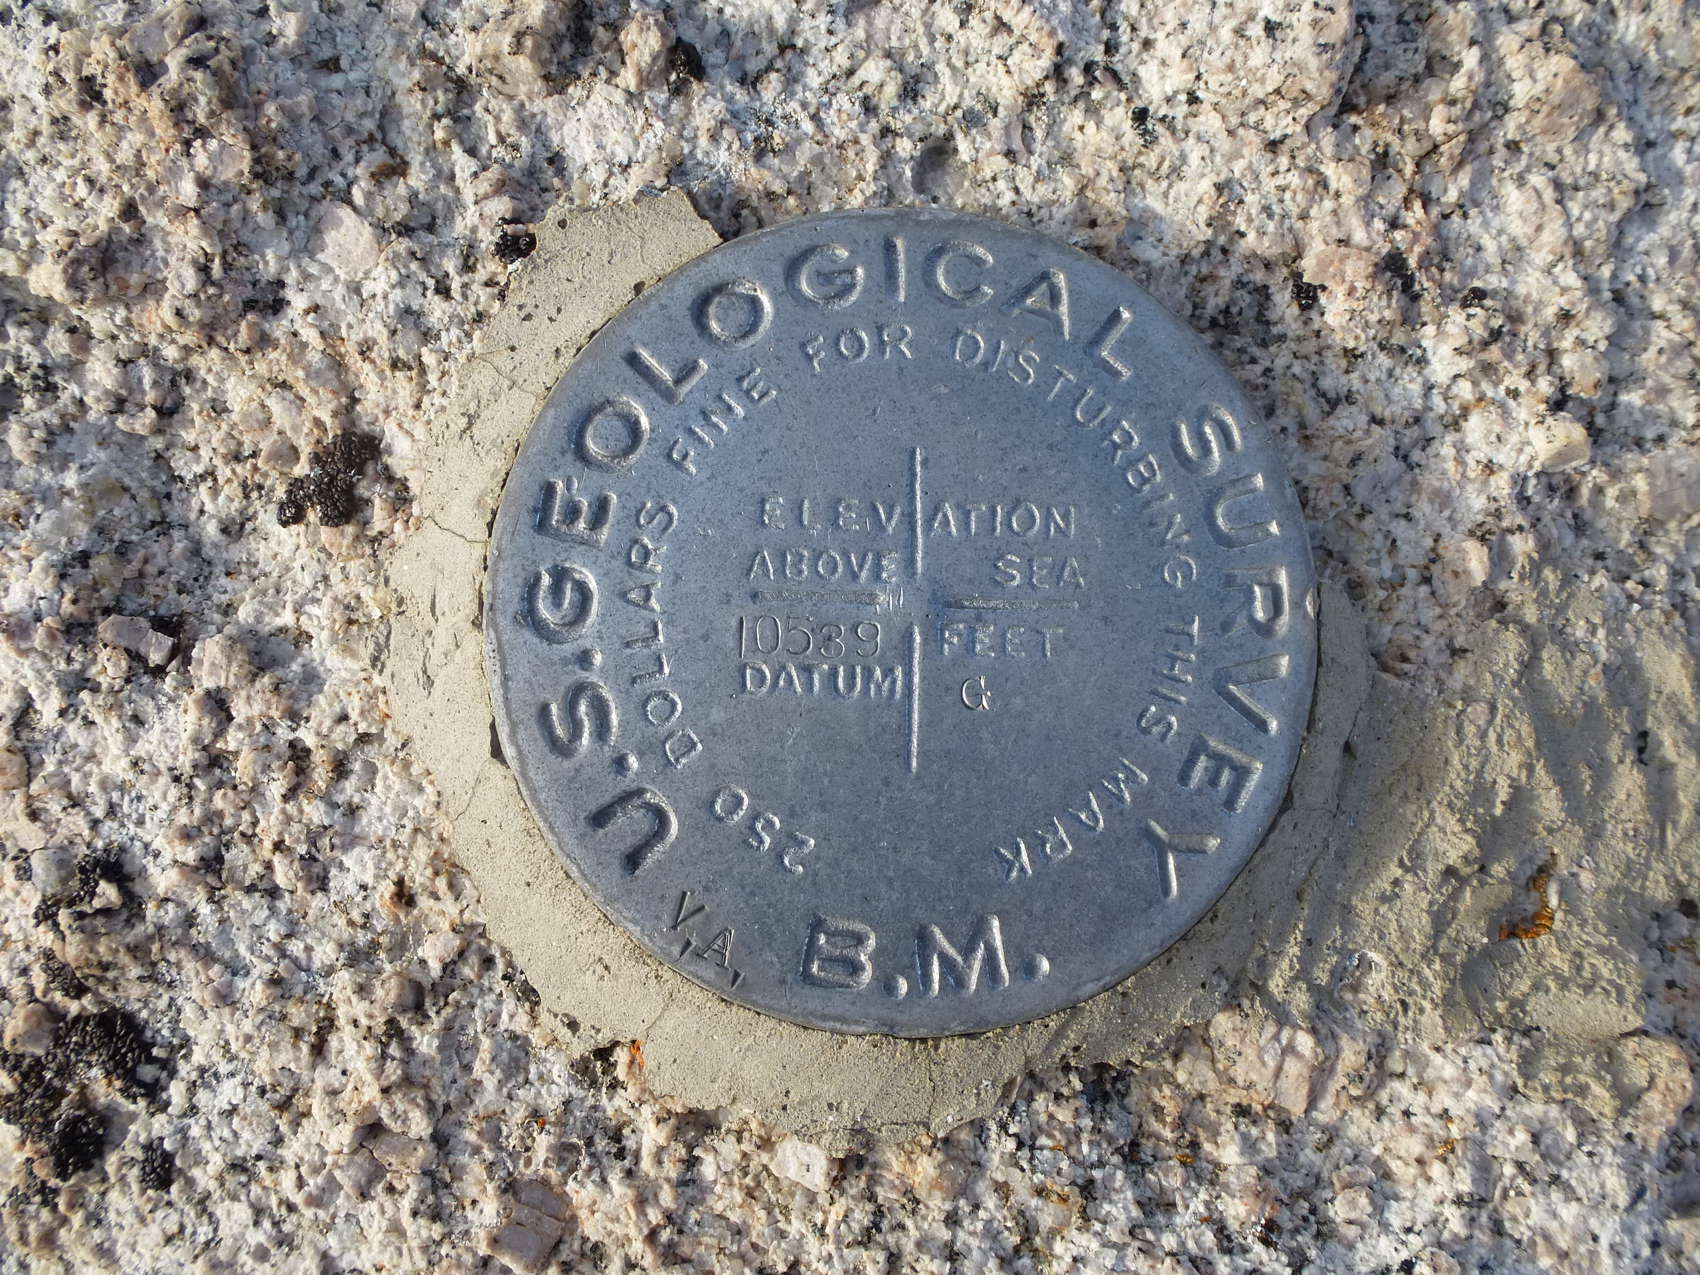 U.S.GEOLOGICAL SURVEY
250 DOLLARS FINE FOR DISTURBING THIS MARK
ELEVATION
ABOVE SEA
10539 FEET
DATUM G
V.A.
B.M.